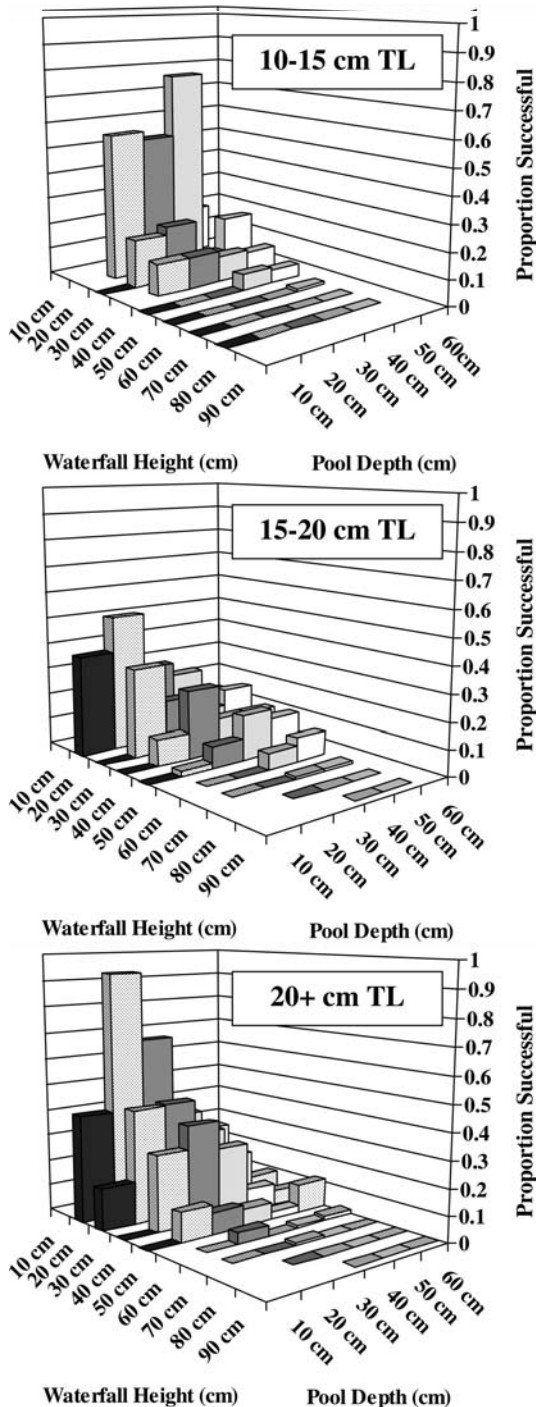 10-15 cm TL
1
0.9
0.8
0.7
0.6
0.5
0.4
0.3
0.2
0.1
0
Proportion Successful
10 cm
20 cm
30 cm
40 cm
50 cm
60 cm
70 cm
80 cm
90 cm
10 cm
20 cm
30 cm
40 cm
50 cm
60cm
Waterfall Height (cm)
Pool Depth (cm)
15-20 cm TL
1
0.9
0.8
0.7
0.6
0.5
0.4
0.3
0.2
0.1
0
Proportion Successful
10 cm
20 cm
30 cm
40 cm
50 cm
60 cm
70 cm
80 cm
90 cm
10 cm
20 cm
30 cm
40 cm
50 cm
60 cm
Waterfall Height (cm)
Pool Depth (cm)
20+ cm TL
1
0.9
0.8
0.7
0.6
0.5
0.4
0.3
0.2
0.1
0
Proportion Successful
10 cm
20 cm
30 cm
40 cm
50 cm
60 cm
70 cm
80 cm
90 cm
10 cm
20 cm
30 cm
40 cm
50 cm
60 cm
Waterfall Height (cm)
Pool Depth (cm)